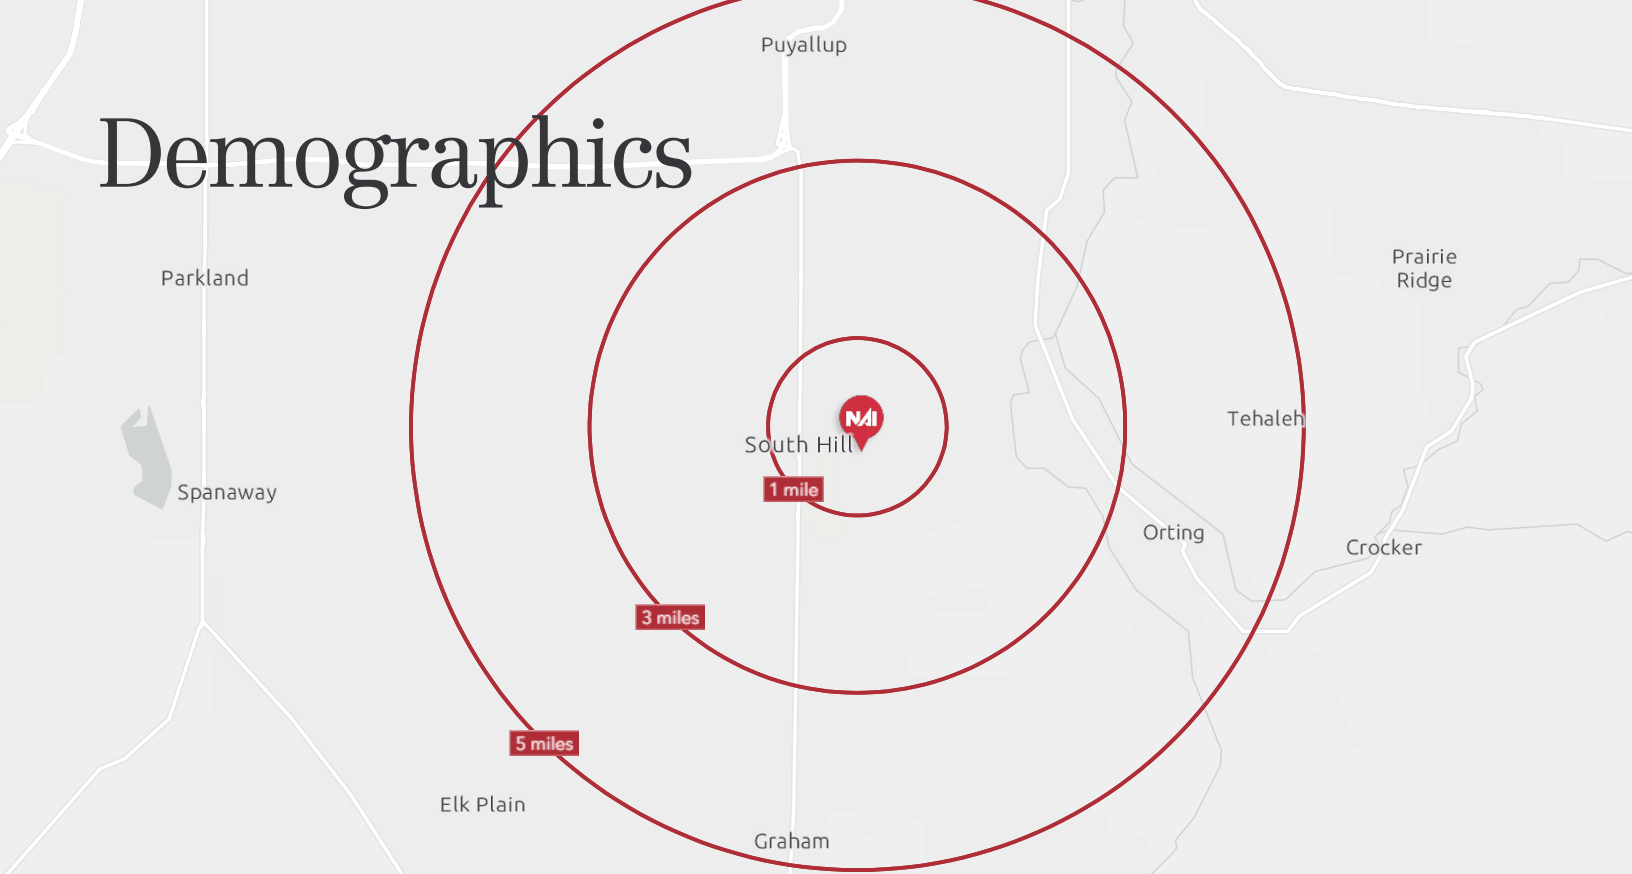 Puyallup
Demographics
Parkland
Prairie
Ridge
NAI
Tehaleh
South Hill
1 mile
Spanaway
Orting
Crocker
3 miles
5 miles
Elk Plain
Graham